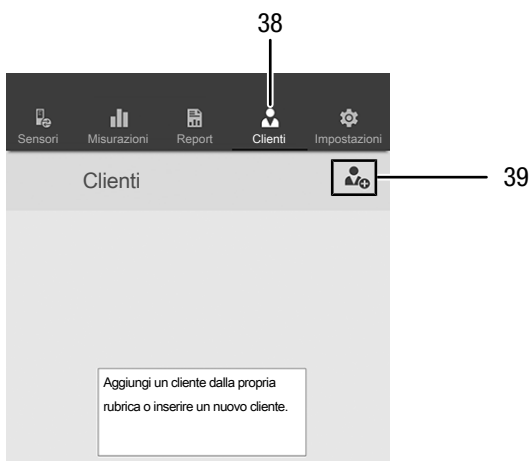 38
Sensori Misurazioni Report Clienti Impostazioni
Clienti
39
Aggiungi un cliente dalla propria
rubrica o inserire un nuovo cliente.